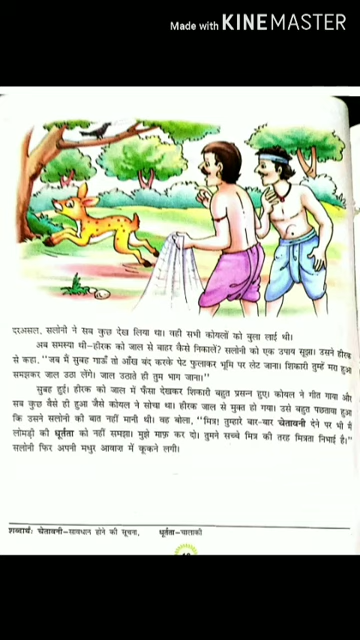 Made with KINEMASTER
दरअसल, सलोनी ने सब कुछ देख लिया था। वही सभी कोयलों को बुला लाई थी।
अब समस्या थी-हीरक को जाल से बाहर कैसे निकालें? सलोनी को एक उपाय सूझा। उसने हीरक
से कहा, "जब मैं सुबह गाऊँ तो आँख बंद करके पेट फुलाकर भूमि पर लेट जाना। शिकारी तुम्हें मरा हुआ
समझकर जाल उठा लेंगे। जाल उठाते ही तुम भाग जाना।"
सुबह हुई। हीरक को जाल में फँसा देखकर शिकारी बहुत प्रसन्न हुए। कोयल ने गीत गाया और
सब कुछ वैसे ही हुआ जैसे कोयल ने सोचा था। हीरक जाल से मुक्त हो गया। उसे बहुत पछतावा हुआ
कि उसने सलोनी की बात नहीं मानी थी। वह बोला, "मित्र! तुम्हारे बार-बार चेतावनी देने पर भी मैं
लोमड़ी की धूर्तता को नहीं समझा। मुझे माफ़ कर दो। तुमने सच्चे मित्र की तरह मित्रता निभाई है।"
सलोनी फिर अपनी मधुर आवाज़ में कूकने लगी।
शब्दार्थ: चेतावनी-सावधान होने की सूचना, धूर्तता-चालाकी